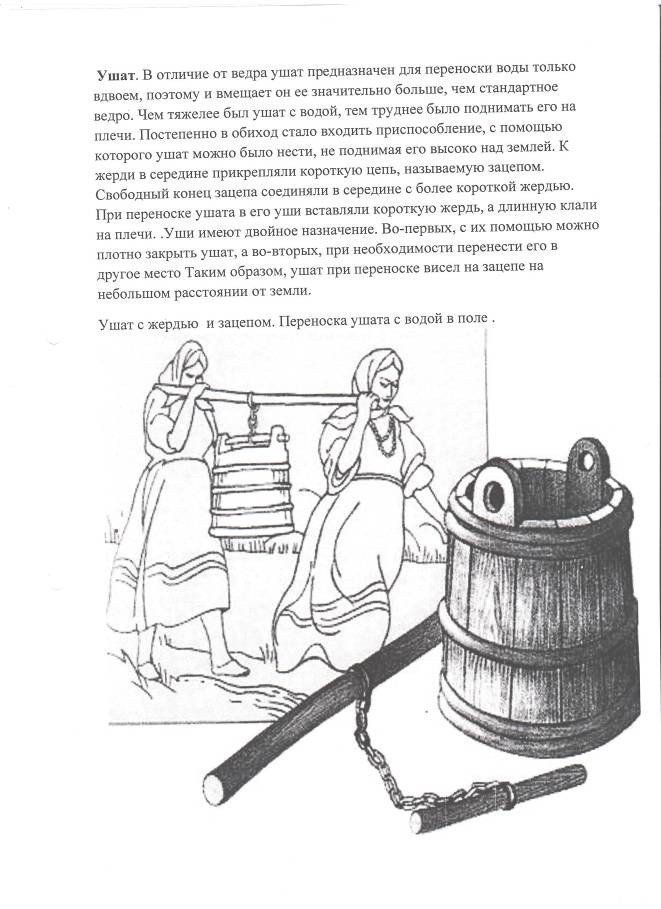 Ушат. В отличие от ведра ушат предназначен для переноски воды только
вдвоем, поэтому и вмещает он ее значительно больше, чем стандартное
ведро. Чем тяжелее был ушат с водой, тем труднее было поднимать его на
плечи. Постепенно в обиход стало входить приспособление, с помощью
которого ушат можно было нести, не поднимая его высоко над землей. К
жерди в середине прикрепляли короткую цепь, называемую зацепом.
Свободный конец зацепа соединяли в середине с более короткой жердью.
При переноске ушата в его уши вставляли короткую жердь, а длинную клали
на плечи. .Уши имеют двойное назначение. Во-первых, с их помощью можно
плотно закрыть ушат, а во-вторых, при необходимости перенести его в
другое место Таким образом, ушат при переноске висел на зацепе на
небольшом расстоянии от земли.
Ушат с жердью и зацепом. Переноска ушата с водой в поле .